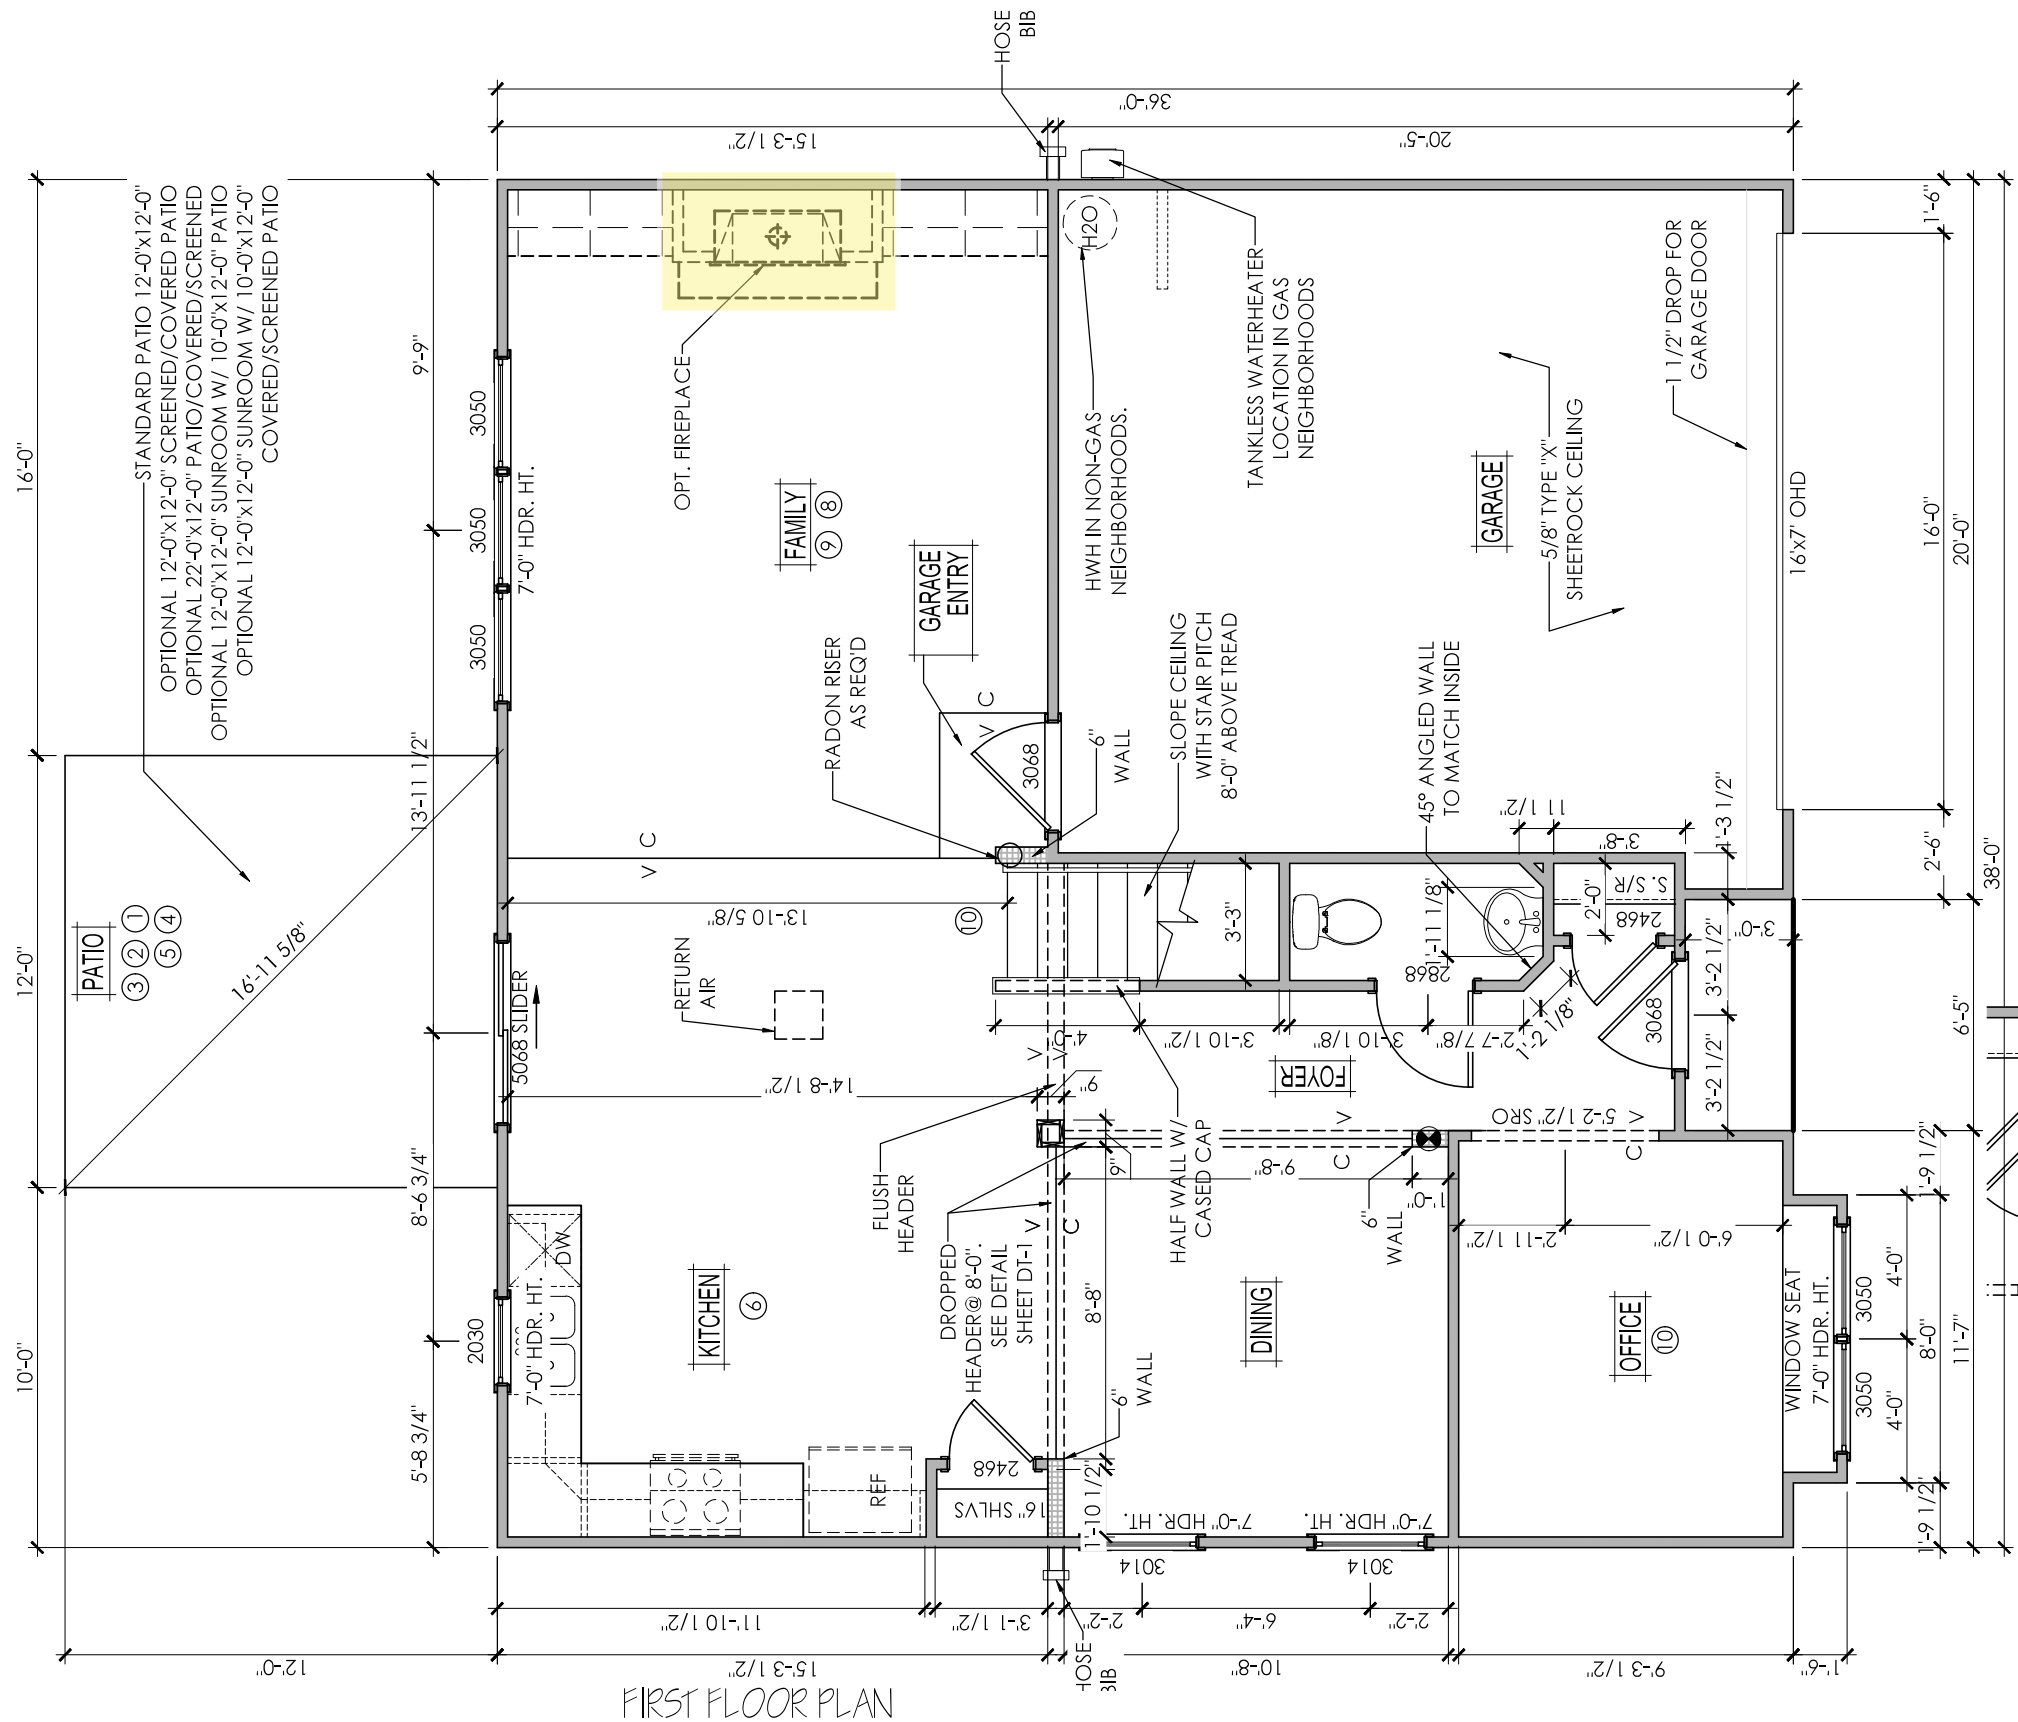 HOSE
BIB
36'-0"
15'-3 1/2"
20'-5"
16'-0"
12'-0"
10'-0"
STANDARD PATIO 12'-0"x12'-0"
OPTIONAL 12'-0"x12'-0" SCREENED/COVERED PATIO
OPTIONAL 22'-0"x12'-0" PATIO/COVERED/SCREENED
OPTIONAL 12'-0"x12'-0" SUNROOM W/ 10'-0"x12'-0" PATIO
OPTIONAL 12'-0"x12'-0" SUNROOM W/ 10'-0"x12'-0"
COVERED/SCREENED PATIO
9'-9"
13'-11 1/2"
8'-6 3/4"
5'-8 3/4"
PATIO
3 2 1
5 4
16'-11 5/8"
3050
3050
3050
7'-0" HDR. HT.
OPT. FIREPLACE
FAMILY
9 8
GARAGE
ENTRY
RADON RISER
AS REQ'D
V C
3068
6"
WALL
H2O
HWH IN NON-GAS
NEIGHBORHOODS.
TANKLESS WATERHEATER
LOCATION IN GAS
NEIGHBORHOODS
GARAGE
5/8" TYPE "X"
SHEETROCK CEILING
1 1/2" DROP FOR
GARAGE DOOR
16'x7' OHD
1'-6"
16'-0"
20'-0"
2'-6"
38'-0"
SLOPE CEILING
WITH STAIR PITCH
8'-0" ABOVE TREAD
45° ANGLED WALL
TO MATCH INSIDE
11 1/2"
3'-8"
1'-3 1/2"
V C
13'-10 5/8"
10
3'-3"
1'-11 1/8"
2'-0"
S. S/R
2468
2868
3'-0"
3'-2 1/2"
3'-2 1/2"
6'-5"
5068 SLIDER
RETURN
AIR
14'-8 1/2"
V
V
4'-0"
3'-10 1/2"
3'-10 1/8"
2'-7 7/8"
1'-2 1/8"
3068
FOYER
9"
9"
FLUSH
HEADER
HALF WALL W/
CASED CAP
V
C
9'-8"
1'-0"
6"
WALL
5'-2 1/2" SRO
V
C
2030
7'-0" HDR. HT.
DW
KITCHEN
6
DROPPED
HEADER@ 8'-0".
SEE DETAIL
SHEET DT-1
V
C
8'-8"
DINING
2'-11 1/2"
6'-0 1/2"
OFFICE
10
WINDOW SEAT
7'-0" HDR. HT.
3050
3050
4'-0"
4'-0"
8'-0"
11'-7"
1'-9 1/2"
1'-9 1/2"
REF
2468
16" SHLVS
6"
WALL
1'-10 1/2"
7'-0" HDR. HT.
7'-0" HDR. HT.
3014
3014
11'-10 1/2"
3'-1 1/2"
2'-2"
6'-4"
2'-2"
12'-0"
15'-3 1/2"
HOSE
BIB
10'-8"
9'-3 1/2"
1'-6"
FIRST FLOOR PLAN